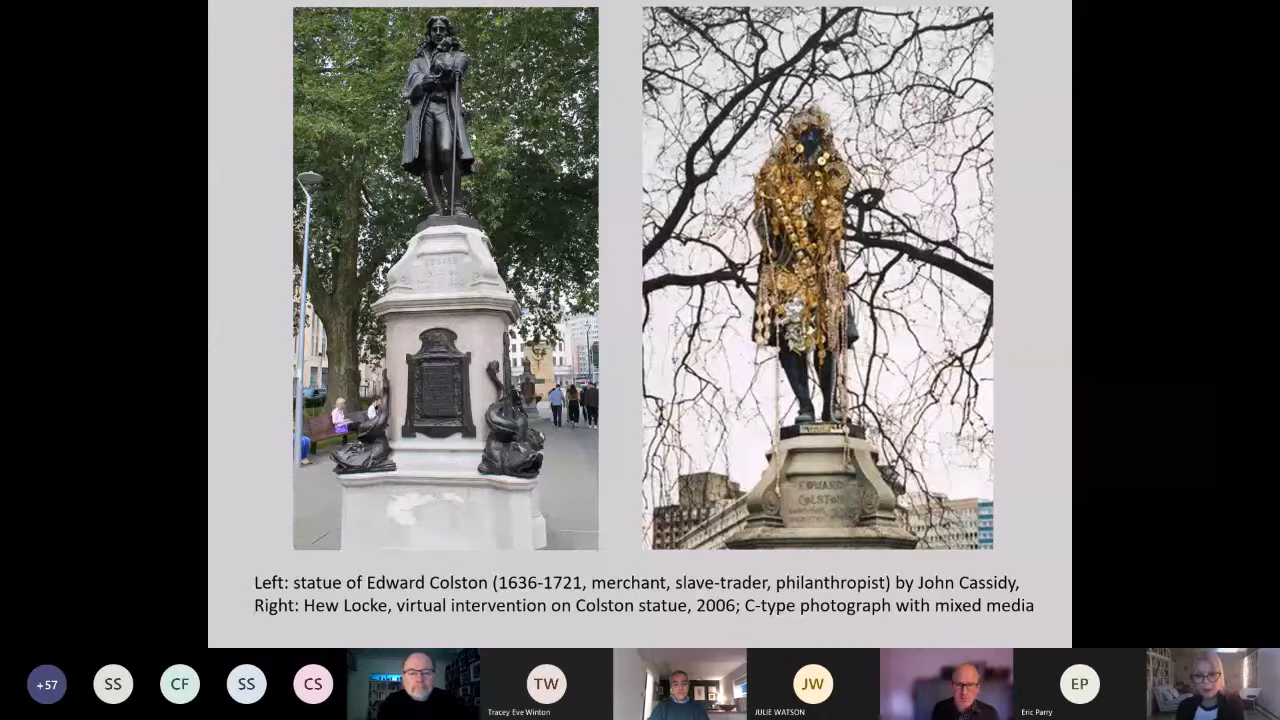 EDWARD
COLSTON
Left: statue of Edward Colston (1636-1721, merchant, slave-trader, philanthropist) by John Cassidy,
Right: Hew Locke, virtual intervention on Colston statue, 2006; C-type photograph with mixed media
+57
SS
CF
SS
CS
TW
Tracey Eve Winton
JW
JULIE WATSON
EP
Eric Parry